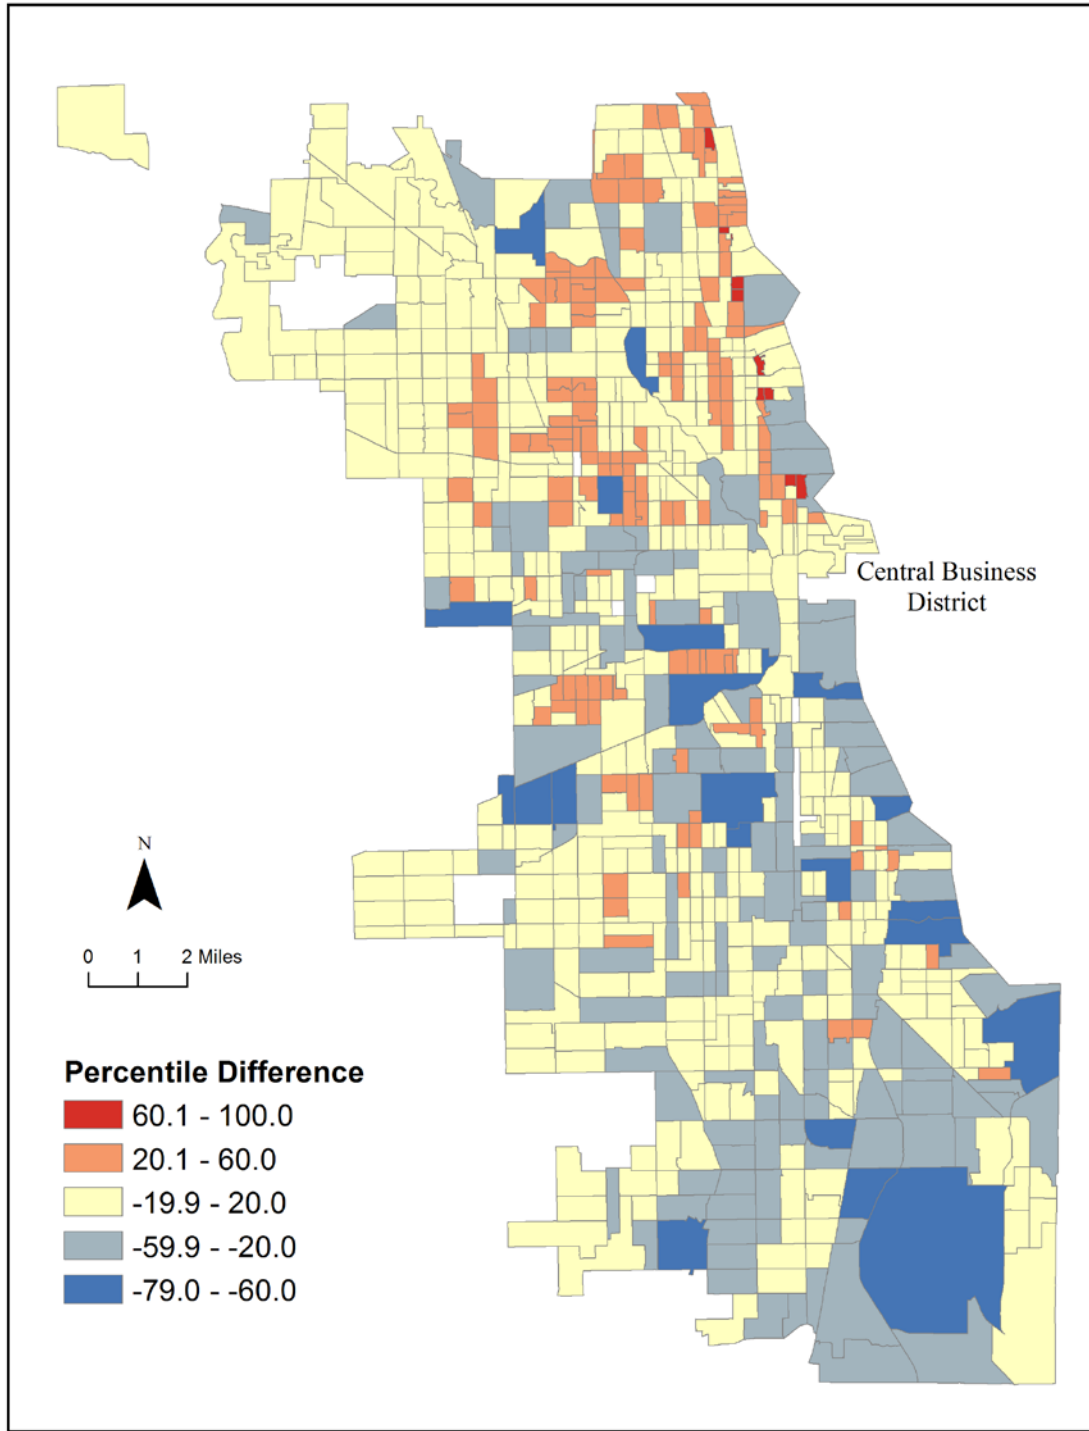 Central Business
District
N
0 1 2 Miles
Percentile Difference
60.1 - 100.0
20.1 - 60.0
-19.9 - 20.0
-59.9 - -20.0
-79.0 - -60.0